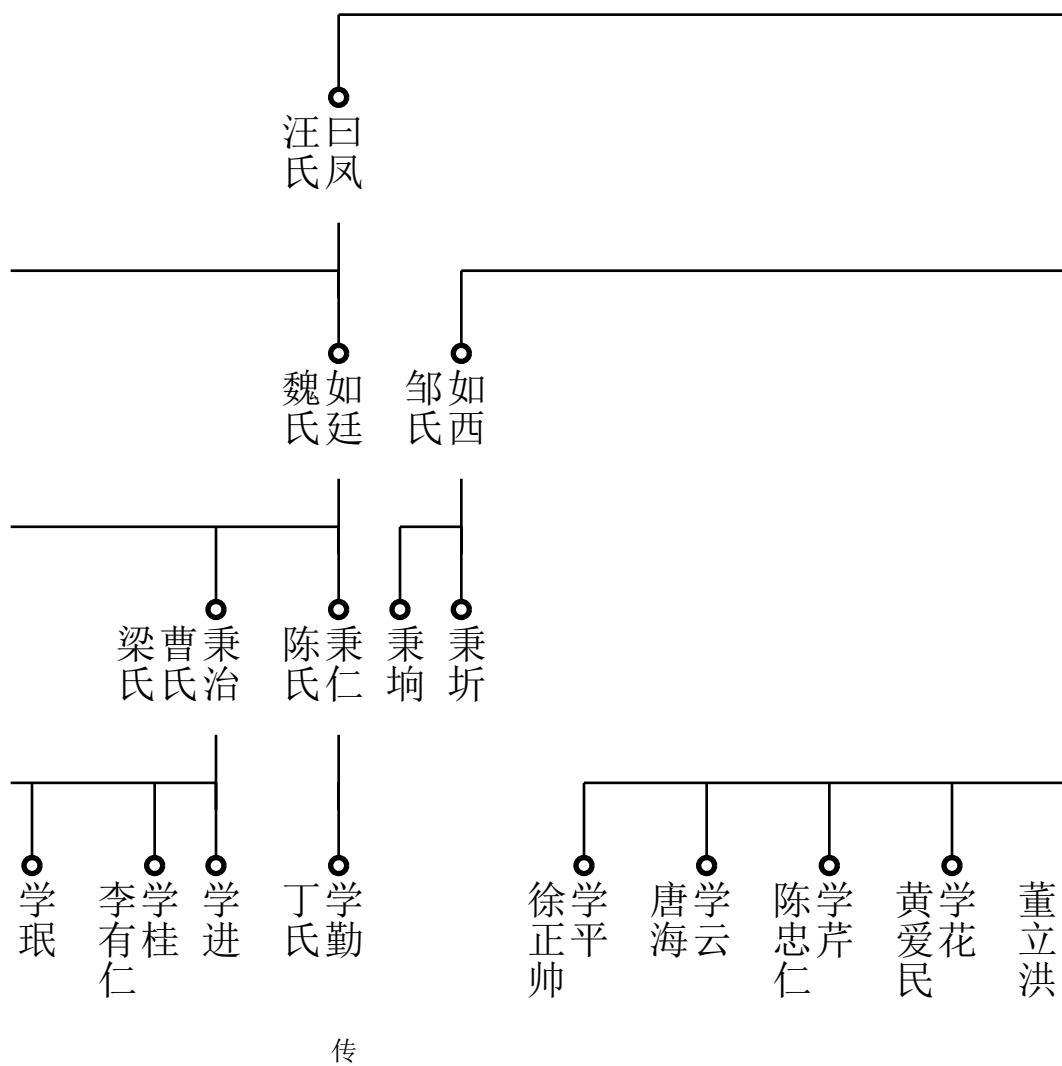 曰凤
汪氏
如西
邹氏
如廷
魏氏
秉圻
秉坰
秉仁
陈氏
秉治
曹氏
梁氏
董立洪
学花
黄爱民
学芹
陈忠仁
学云
唐海
学平
徐正帅
学勤
丁氏
学进
学桂
李有仁
学珉
传